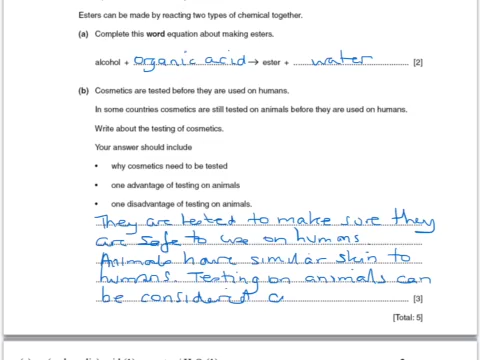 Esters can be made by reacting two types of chemical together.
(a) Complete this word equation about making esters.
alcohol + organic acid → ester + water [2]
(b) Cosmetics are tested before they are used on humans.
In some countries cosmetics are still tested on animals before they are used on humans.
Write about the testing of cosmetics.
Your answer should include
• why cosmetics need to be tested
• one advantage of testing on animals
• one disadvantage of testing on animals.
They are tested to make sure they
are safe to use on humans
Animals have similar skin to
humans. Testing on animals can
be considered c [3]
[Total: 5]